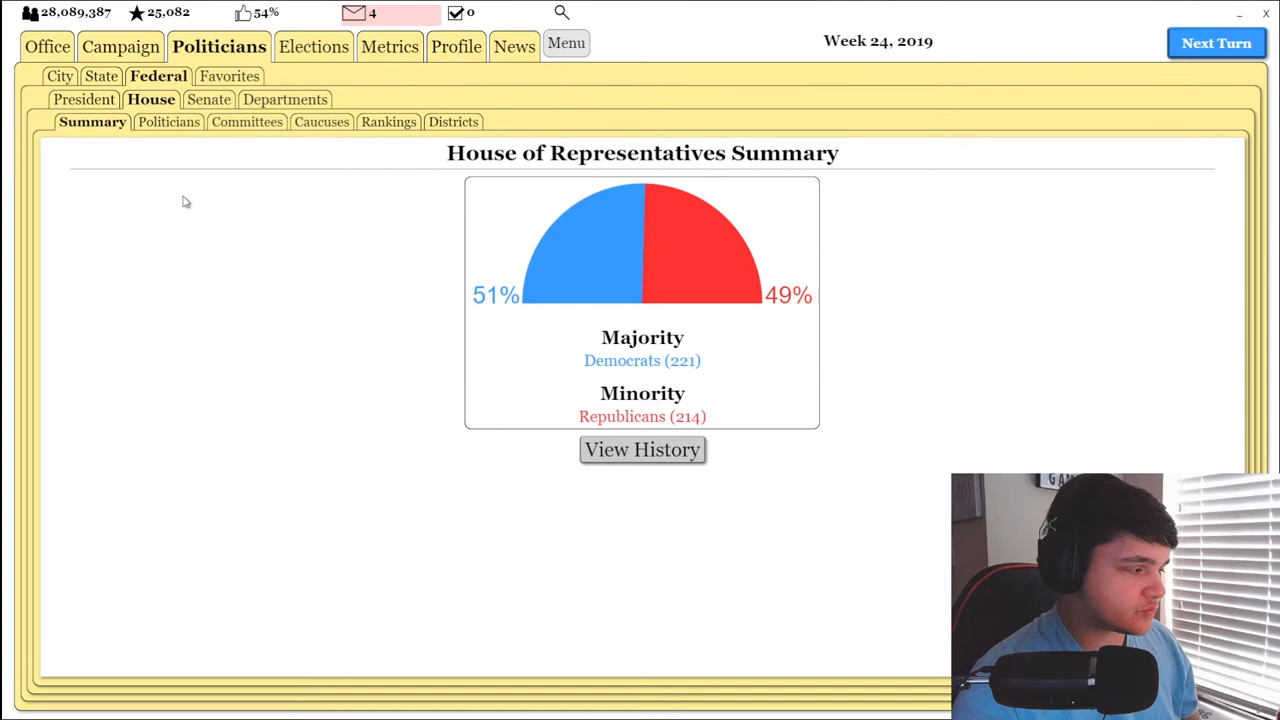 28,089,387 25,082 54% 4 0
Office Campaign Politicians Elections Metrics Profile News Menu Week 24, 2019 Next Turn
City State Federal Favorites
President House Senate Departments
Summary Politicians Committees Caucuses Rankings Districts
House of Representatives Summary
51% 49%
Majority
Democrats (221)
Minority
Republicans (214)
View History